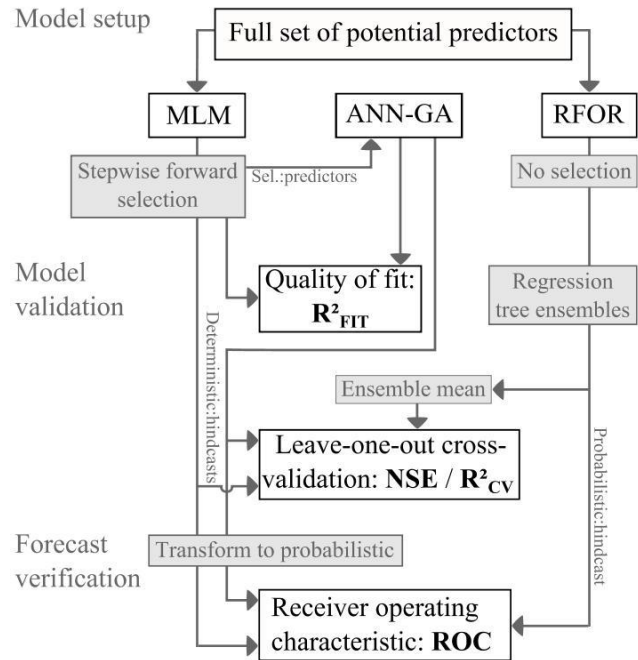 Model setup
Full set of potential predictors
MLM
ANN-GA
RFOR
Stepwise forward
selection
Sel.:predictors
No selection
Model
validation
Quality of fit:
R²FIT
Regression
tree ensembles
Deterministic:hindcasts
Ensemble mean
Leave-one-out cross-
validation: NSE / R²CV
Probabilistic:hindcast
Forecast
verification
Transform to probabilistic
Receiver operating
characteristic: ROC